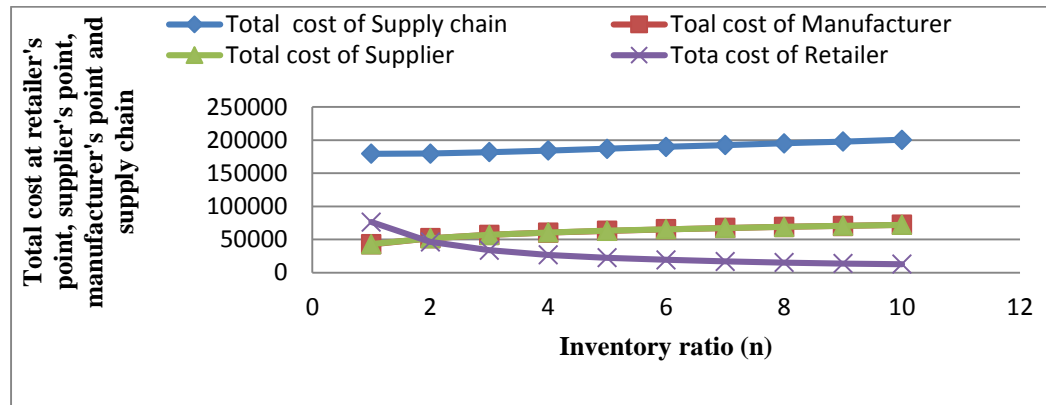 Total cost of Supply chain
Toal cost of Manufacturer
Total cost of Supplier
Tota cost of Retailer
Total cost at retailer's
point, supplier's point,
manufacturer's point and
supply chain
250000
200000
150000
100000
50000
0
0 2 4 6 8 10 12
Inventory ratio (n)